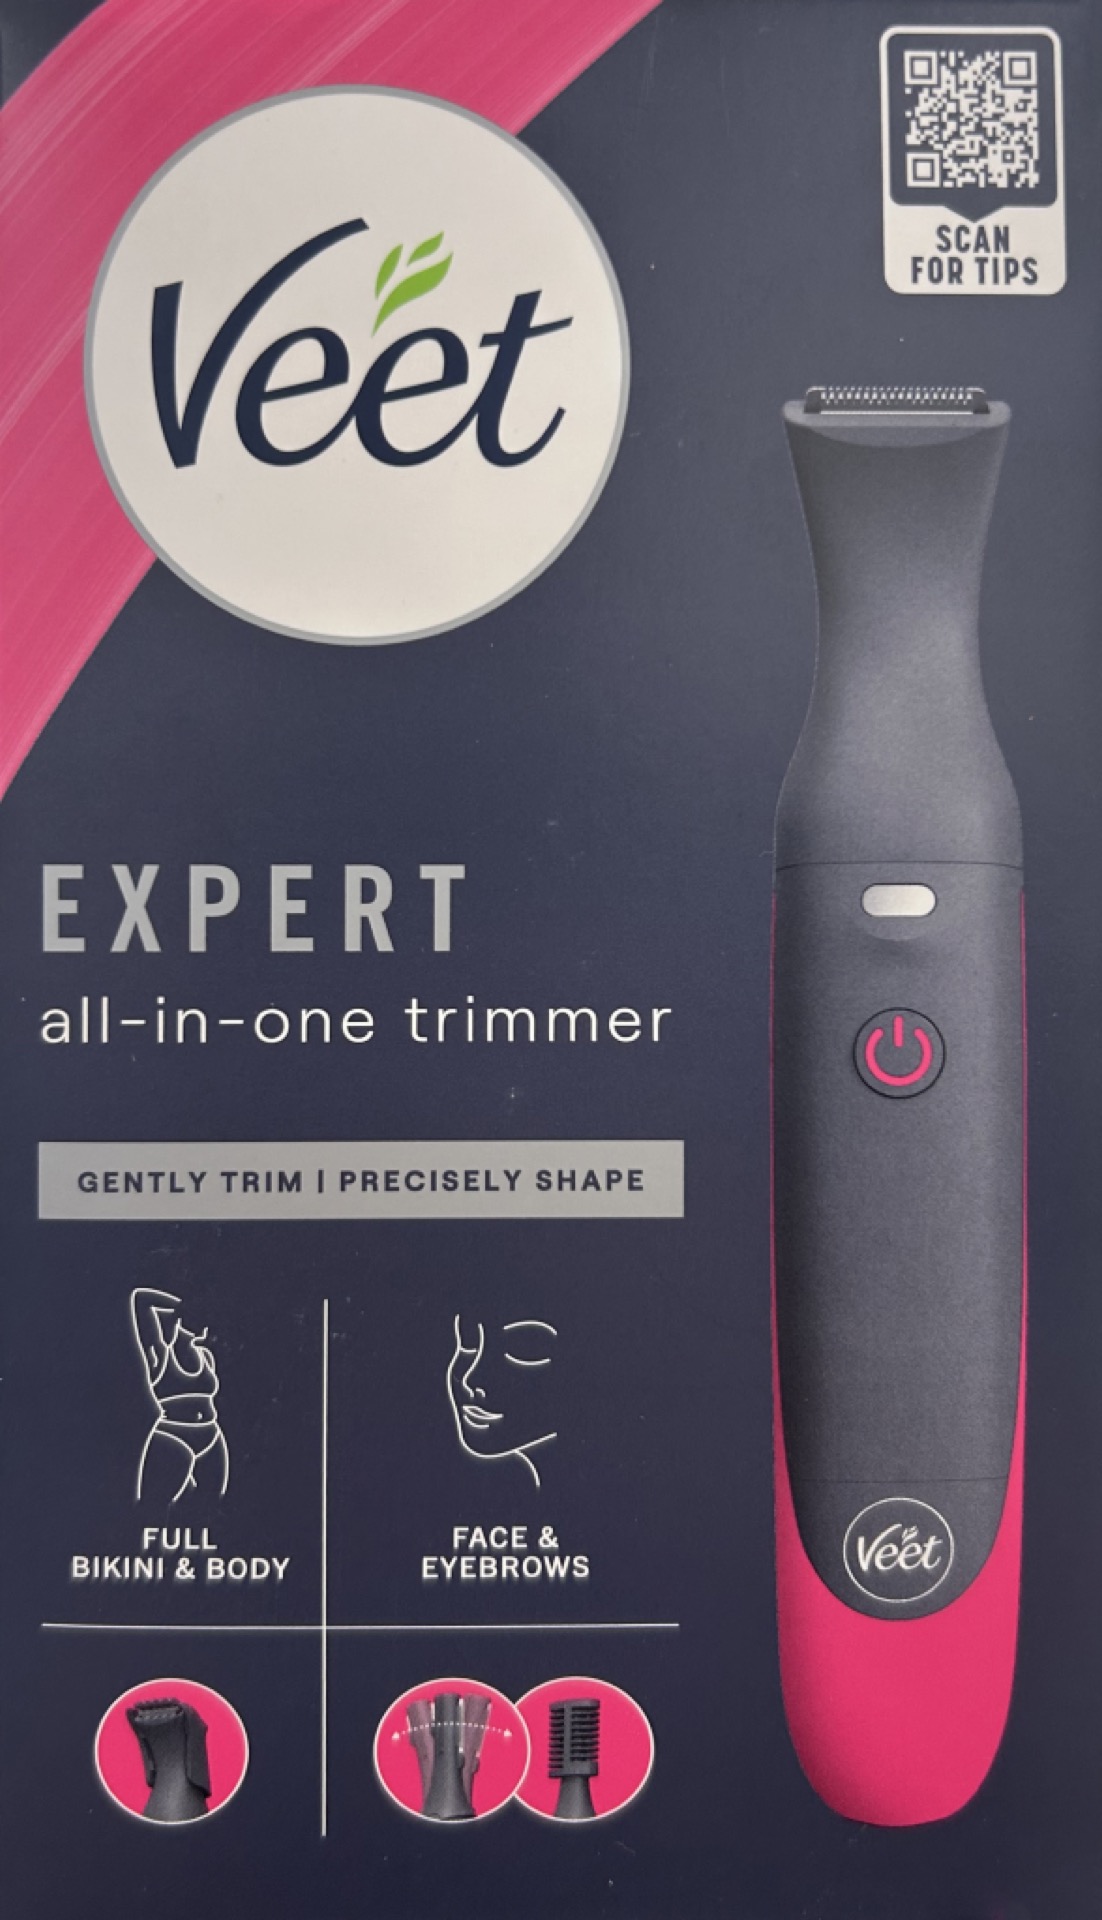 Veet
SCAN
FOR TIPS
EXPERT
all-in-one trimmer
GENTLY TRIM | PRECISELY SHAPE
FULL
BIKINI & BODY
FACE &
EYEBROWS
Veet